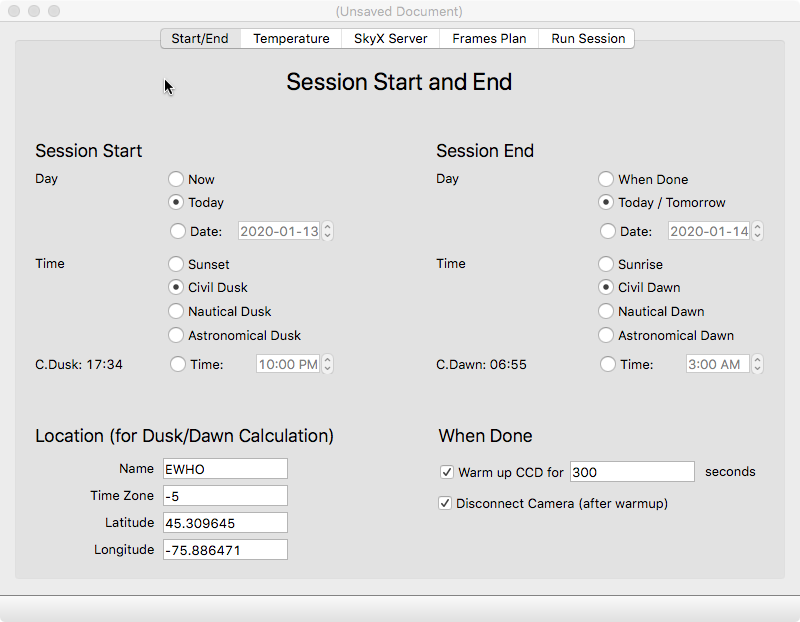 (Unsaved Document)
Start/End Temperature SkyX Server Frames Plan Run Session
Session Start and End
Session Start
Day
Now
Today
Date: 2020-01-13
Time
Sunset
Civil Dusk
Nautical Dusk
Astronomical Dusk
C.Dusk: 17:34
Time: 10:00 PM
Session End
Day
When Done
Today / Tomorrow
Date: 2020-01-14
Time
Sunrise
Civil Dawn
Nautical Dawn
Astronomical Dawn
C.Dawn: 06:55
Time: 3:00 AM
Location (for Dusk/Dawn Calculation)
Name EWHO
Time Zone -5
Latitude 45.309645
Longitude -75.886471
When Done
Warm up CCD for 300 seconds
Disconnect Camera (after warmup)